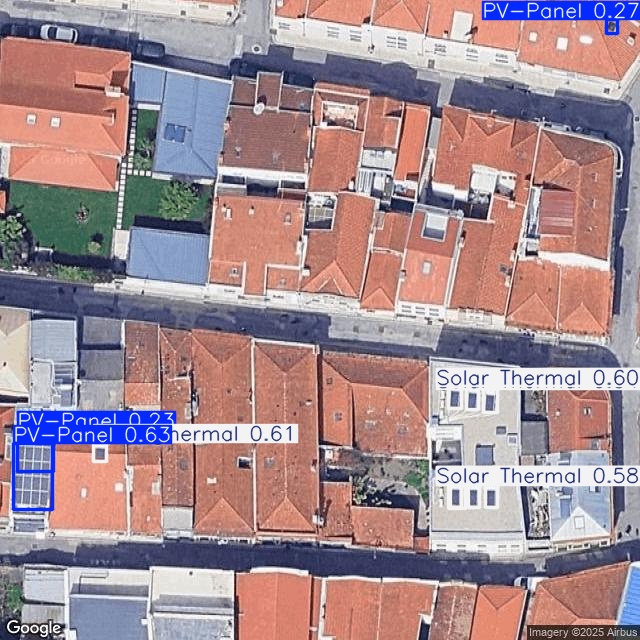 PV-Panel 0.27
Solar Thermal 0.60
PV-Panel 0.23
PV-Panel 0.63
hermal 0.61
Solar Thermal 0.58
Google
Imagery ©2025 Airbus